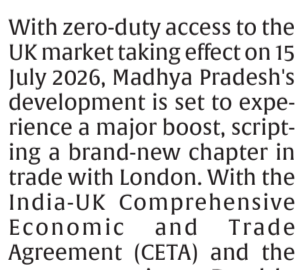 With zero-duty access to the
UK market taking effect on 15
July 2026, Madhya Pradesh's
development is set to expe-
rience a major boost, script-
ing a brand-new chapter in
trade with London. With the
India-UK Comprehensive
Economic and Trade
Agreement (CETA) and the